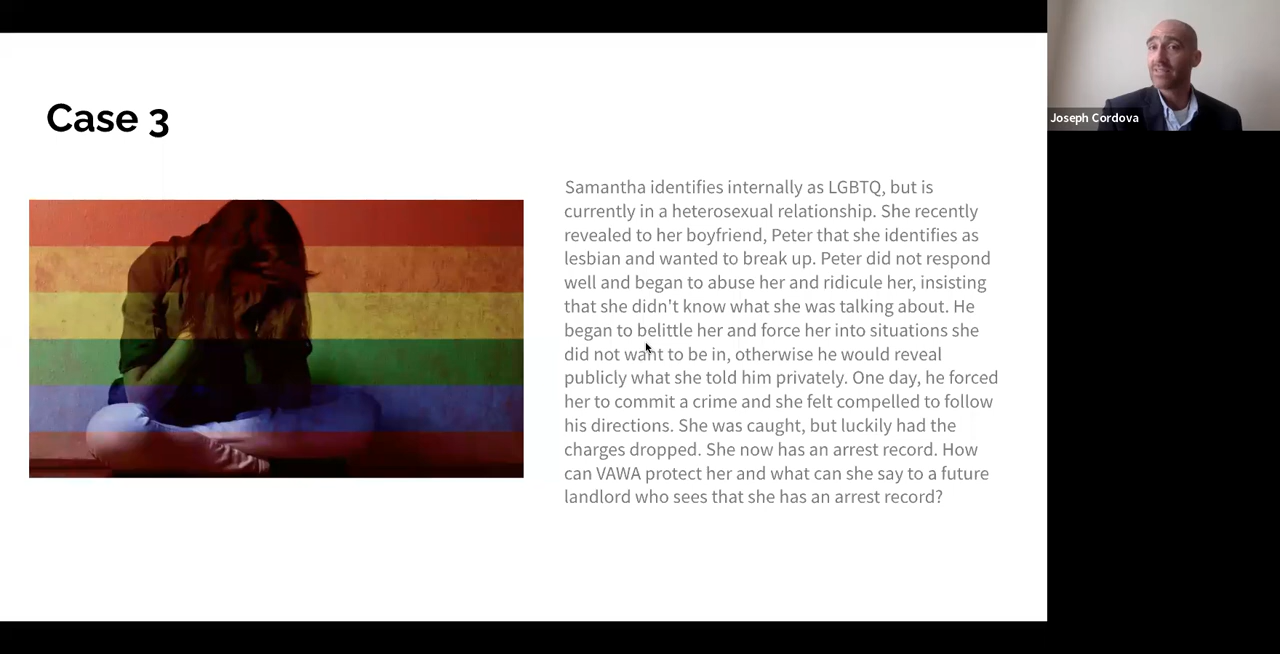 Case 3
Samantha identifies internally as LGBTQ, but is
currently in a heterosexual relationship. She recently
revealed to her boyfriend, Peter that she identifies as
lesbian and wanted to break up. Peter did not respond
well and began to abuse her and ridicule her, insisting
that she didn't know what she was talking about. He
began to belittle her and force her into situations she
did not want to be in, otherwise he would reveal
publicly what she told him privately. One day, he forced
her to commit a crime and she felt compelled to follow
his directions. She was caught, but luckily had the
charges dropped. She now has an arrest record. How
can VAWA protect her and what can she say to a future
landlord who sees that she has an arrest record?
Joseph Cordova